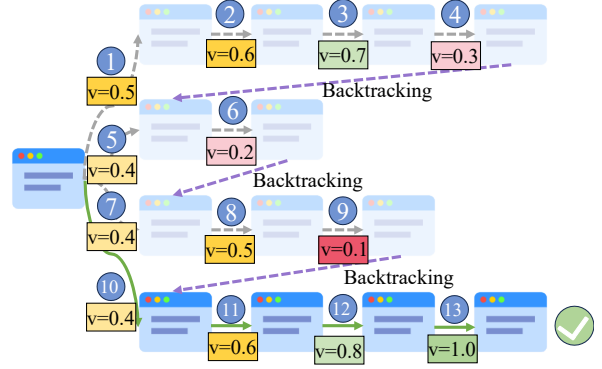 2 3 4
1 v=0.6 v=0.7 v=0.3
v=0.5
Backtracking
6
5 v=0.2
v=0.4
Backtracking
7 8 9
v=0.4 v=0.5 v=0.1
Backtracking
10 11 12 13
v=0.4 v=0.6 v=0.8 v=1.0